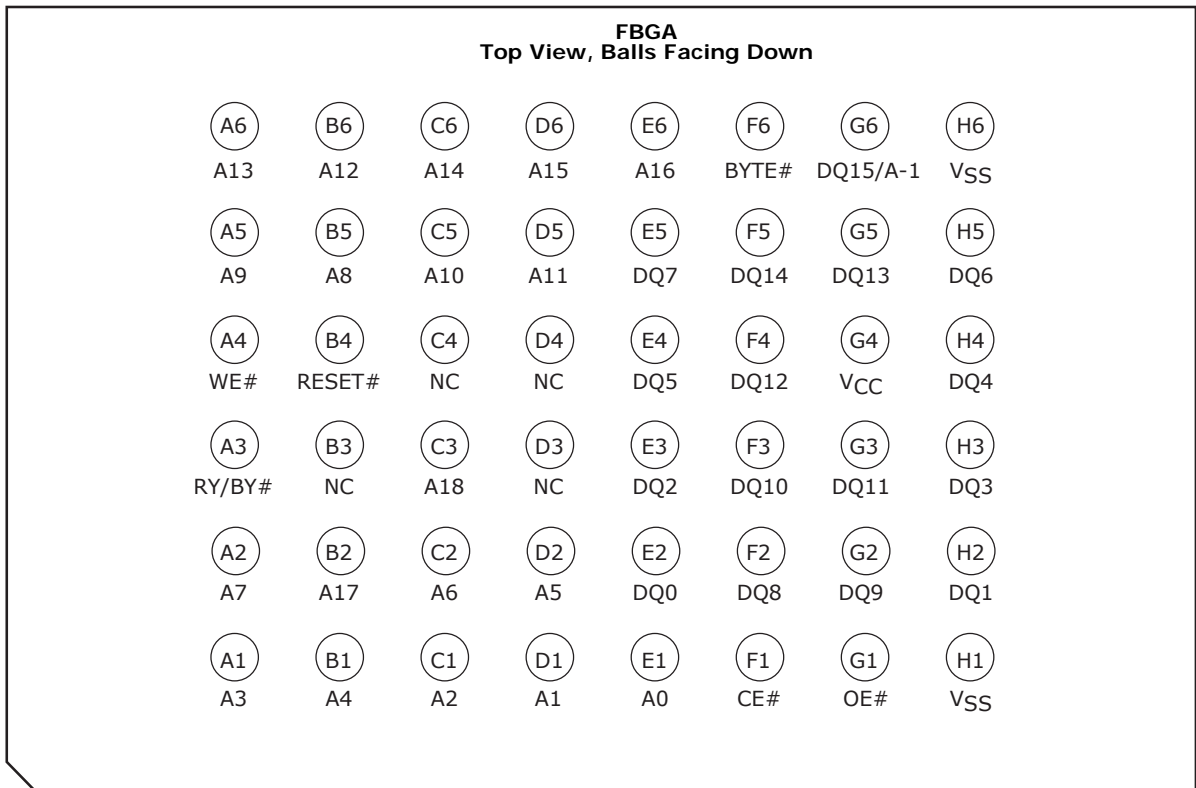 FBGA
Top View, Balls Facing Down
A6 B6 C6 D6 E6 F6 G6 H6
A13 A12 A14 A15 A16 BYTE# DQ15/A-1 VSS
A5 B5 C5 D5 E5 F5 G5 H5
A9 A8 A10 A11 DQ7 DQ14 DQ13 DQ6
A4 B4 C4 D4 E4 F4 G4 H4
WE# RESET# NC NC DQ5 DQ12 VCC DQ4
A3 B3 C3 D3 E3 F3 G3 H3
RY/BY# NC A18 NC DQ2 DQ10 DQ11 DQ3
A2 B2 C2 D2 E2 F2 G2 H2
A7 A17 A6 A5 DQ0 DQ8 DQ9 DQ1
A1 B1 C1 D1 E1 F1 G1 H1
A3 A4 A2 A1 A0 CE# OE# VSS